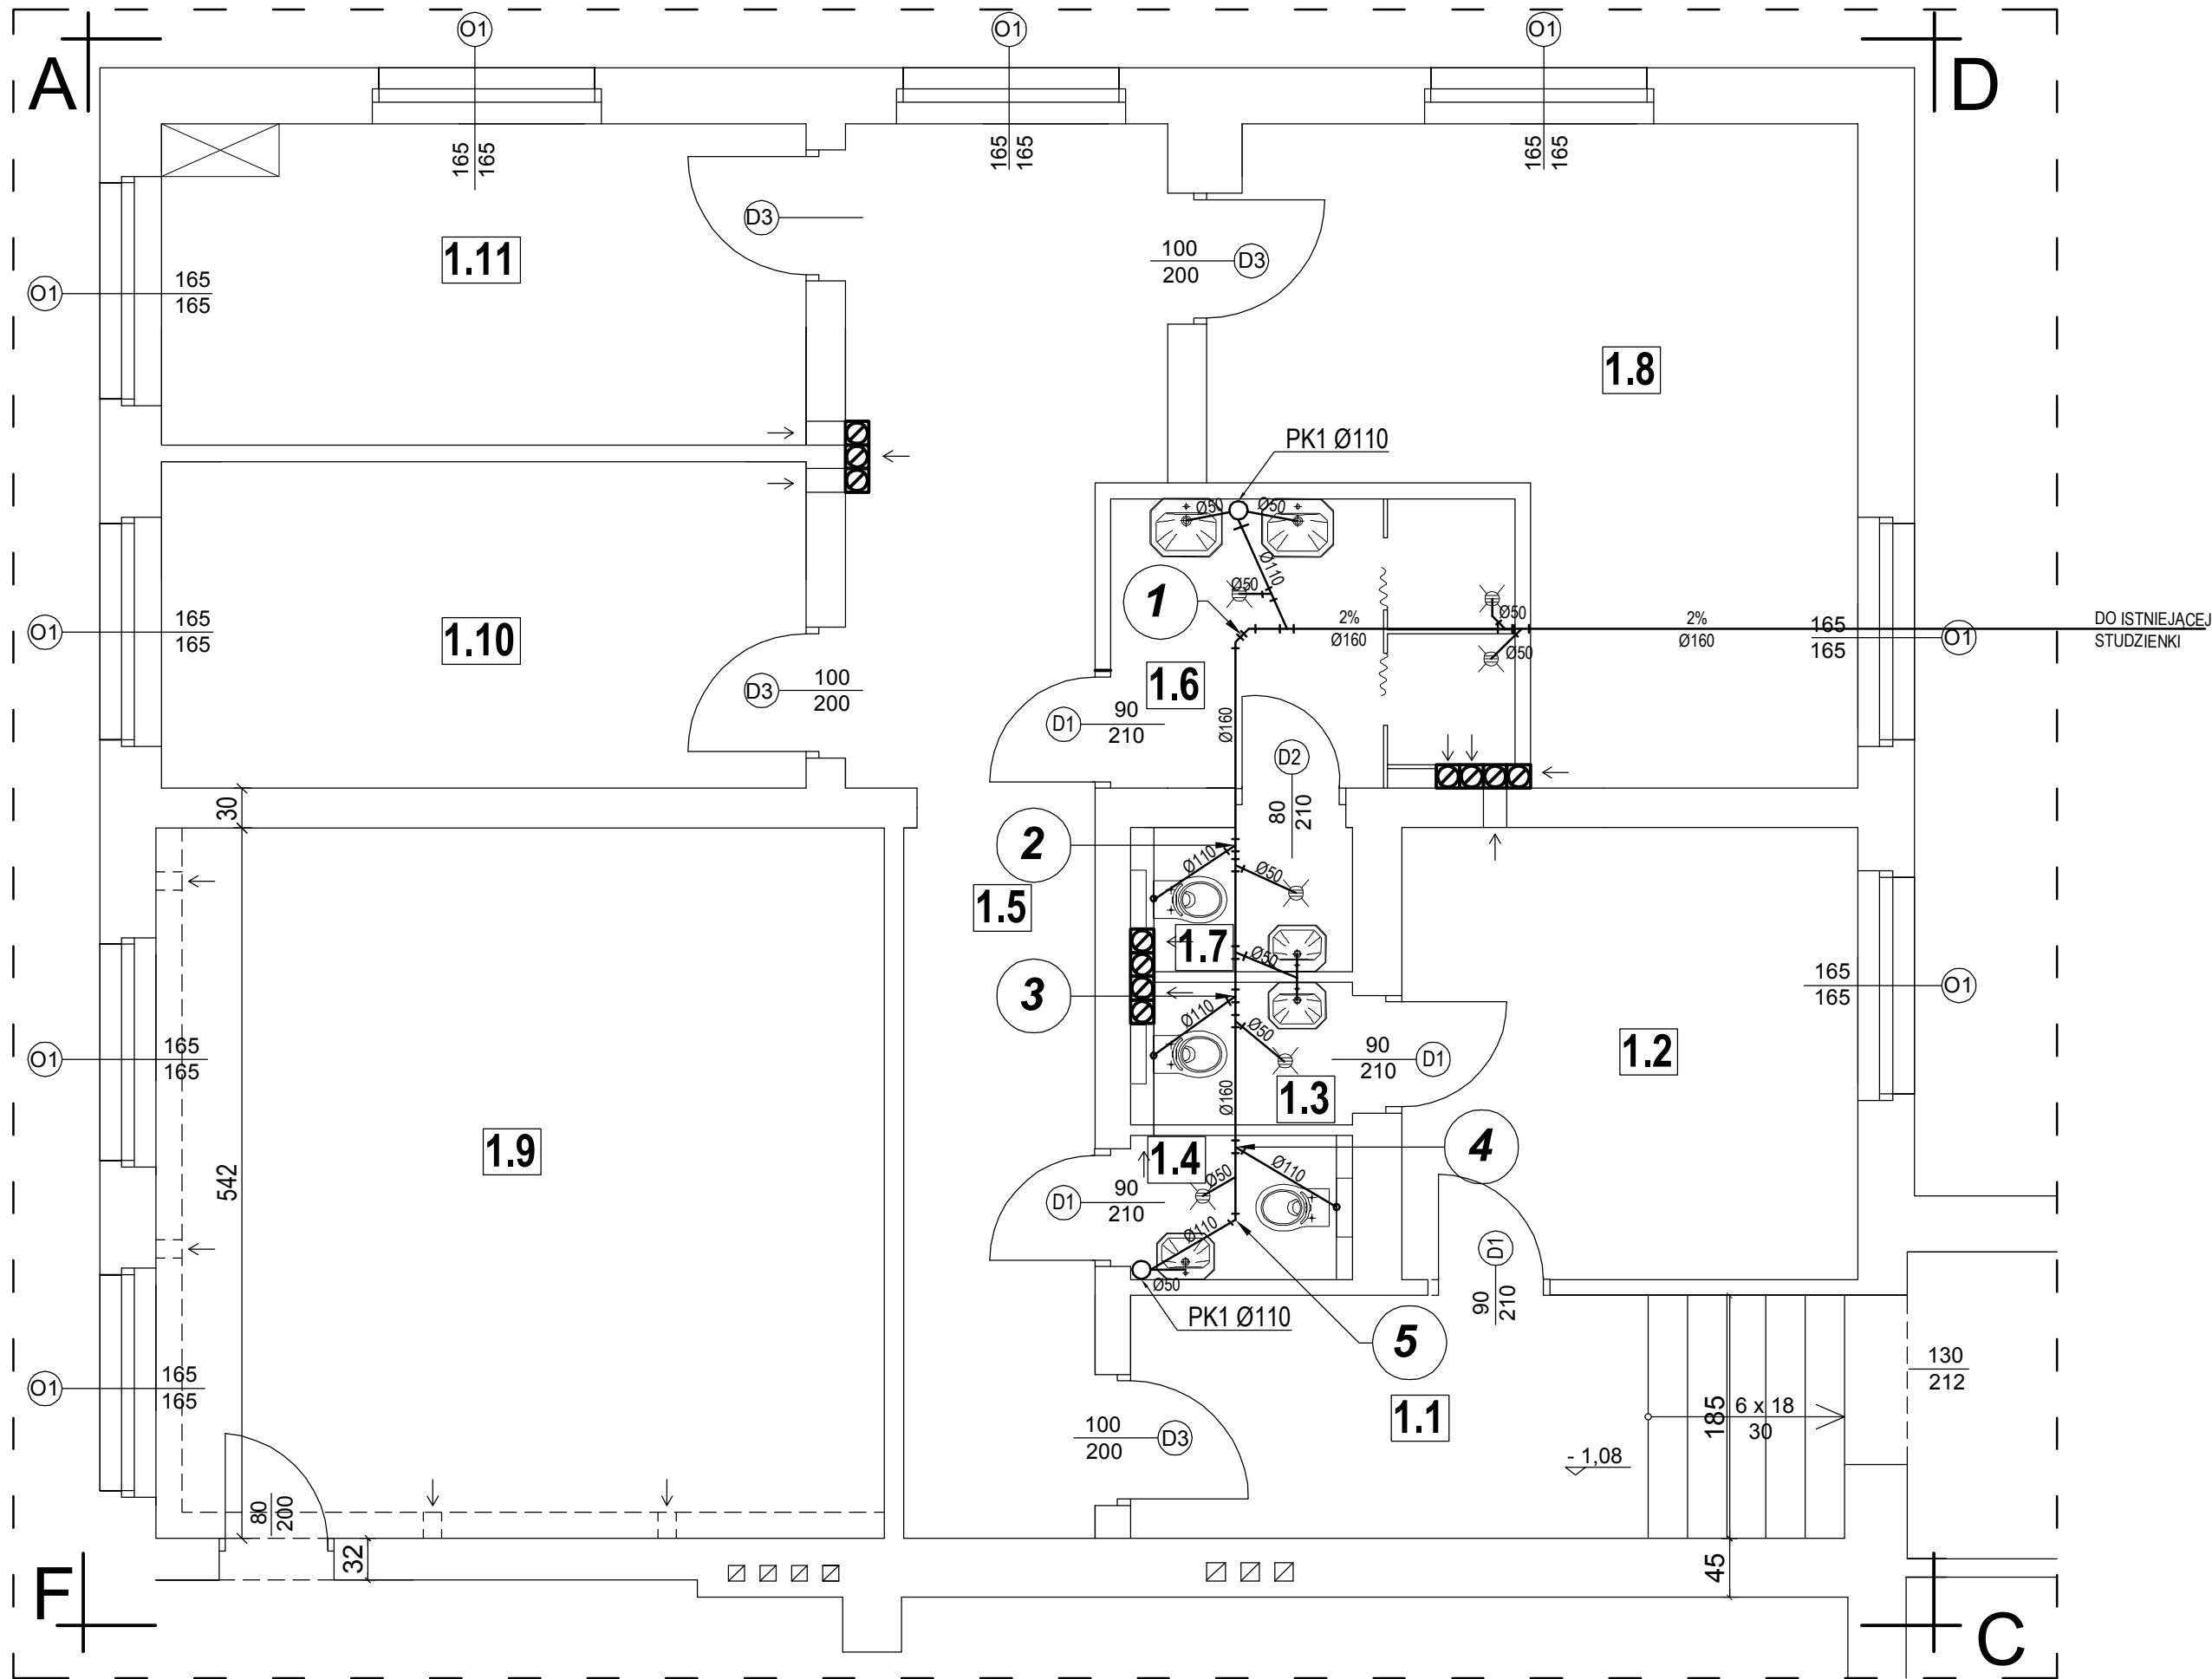 O1
O1
O1
A
D
165
165
165
165
165
165
D3
1.11
100
200
D3
O1
165
165
1.8
PK1 Ø110
Ø50
Ø50
Ø110
1
Ø50
Ø50
2%
Ø160
2%
Ø160
165
165
O1
DO ISTNIEJĄCEJ
STUDZIENKI
O1
165
165
1.10
Ø50
D3
100
200
1.6
D1
90
210
Ø160
D2
80
210
30
2
Ø110
Ø50
1.5
1.7
Ø50
165
165
O1
3
Ø110
Ø50
O1
165
165
90
210
D1
1.2
1.3
Ø160
1.9
542
1.4
4
Ø110
Ø50
D1
90
210
Ø110
D1
90
210
Ø50
PK1 Ø110
5
O1
165
165
130
212
1.1
185
6 x 18
30
100
200
D3
- 1,08
80
200
32
45
F
C